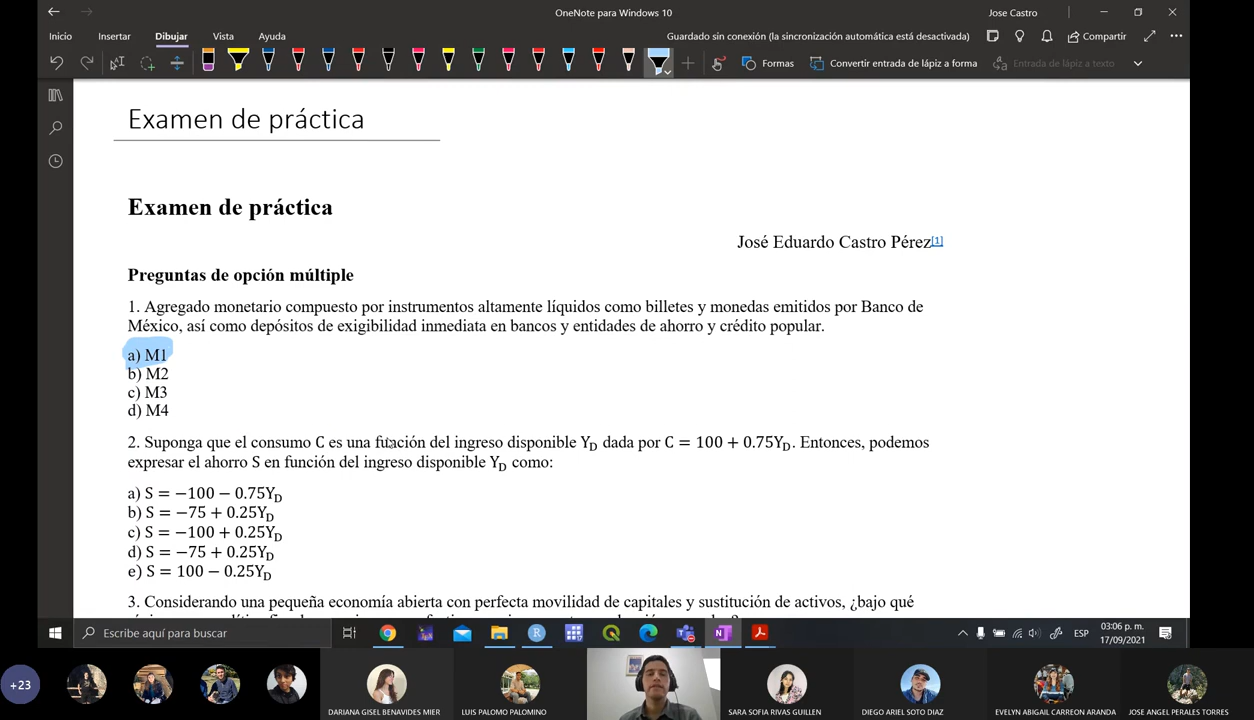 OneNote para Windows 10
Jose Castro
Inicio
Insertar
Dibujar
Vista
Ayuda
Guardado sin conexión (la sincronización automática está desactivada)
Compartir
Formas
Convertir entrada de lápiz a forma
Entrada de lápiz a texto
Examen de práctica
Examen de práctica
José Eduardo Castro Pérez[1]
Preguntas de opción múltiple
1. Agregado monetario compuesto por instrumentos altamente líquidos como billetes y monedas emitidos por Banco de
México, así como depósitos de exigibilidad inmediata en bancos y entidades de ahorro y crédito popular.
a) M1
b) M2
c) M3
d) M4
2. Suponga que el consumo C es una función del ingreso disponible Y_D dada por C = 100 + 0.75Y_D. Entonces, podemos
expresar el ahorro S en función del ingreso disponible Y_D como:
a) S = −100 − 0.75Y_D
b) S = −75 + 0.25Y_D
c) S = −100 + 0.25Y_D
d) S = −75 + 0.25Y_D
e) S = 100 − 0.25Y_D
3. Considerando una pequeña economía abierta con perfecta movilidad de capitales y sustitución de activos, ¿bajo qué
Escribe aquí para buscar
ESP
03:06 p. m.
17/09/2021
+23
DARIANA GISEL BENAVIDES MIER
LUIS PALOMO PALOMINO
SARA SOFIA RIVAS GUILLEN
DIEGO ARIEL SOTO DIAZ
EVELYN ABIGAIL CARREON ARANDA
JOSE ANGEL PERALES TORRES